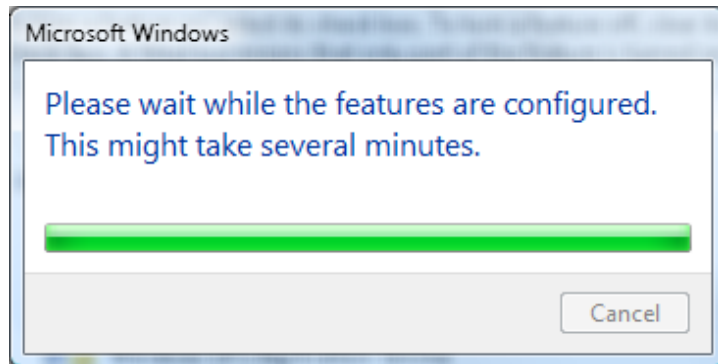 Microsoft Windows
Please wait while the features are configured.
This might take several minutes.
Cancel